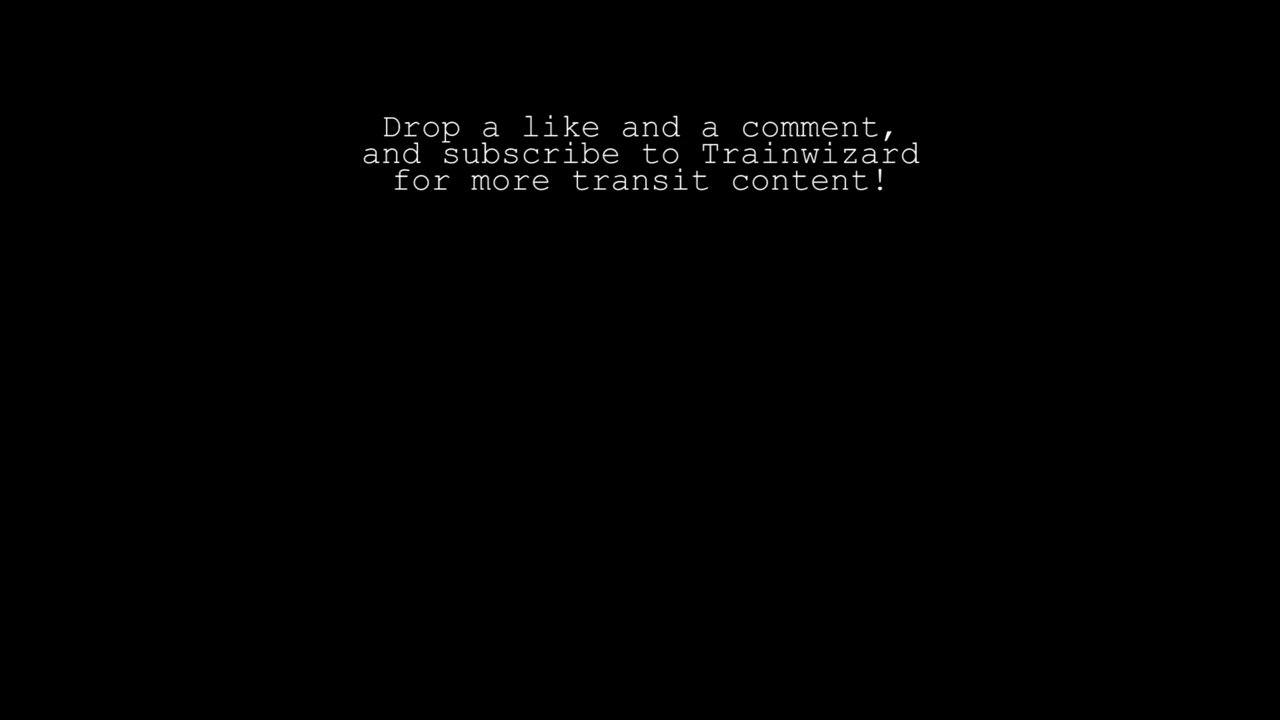 Drop a like and a comment,
and subscribe to Trainwizard
for more transit content!